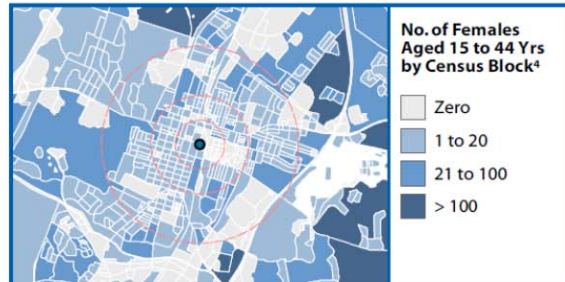 No. of Females
Aged 15 to 44 Yrs
by Census Block⁴
Zero
1 to 20
21 to 100
> 100